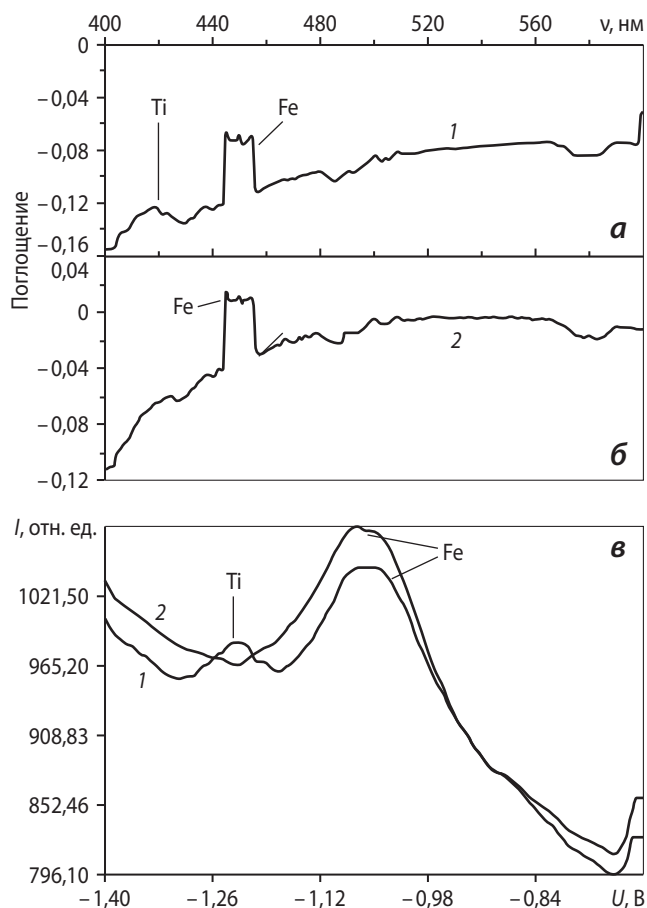 400 440 480 520 560 ν, нм
0
−0,04
−0,08
−0,12
−0,16
Ti
Fe
1
а
Поглощение
0,04
0
−0,04
−0,08
−0,12
Fe
2
б
I, отн. ед.
1021,50
965,20
908,83
852,46
796,10
в
Fe
Ti
2
1
−1,40 −1,26 −1,12 −0,98 −0,84 U, В